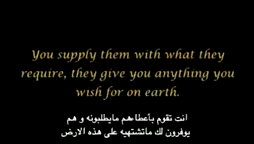 You supply them with what they
require, they give you anything you
wish for on earth.
انت تقوم بأعطاءهم مايطلبونه و هم
يوفرون لك ماتشتهيه على هذه الارض